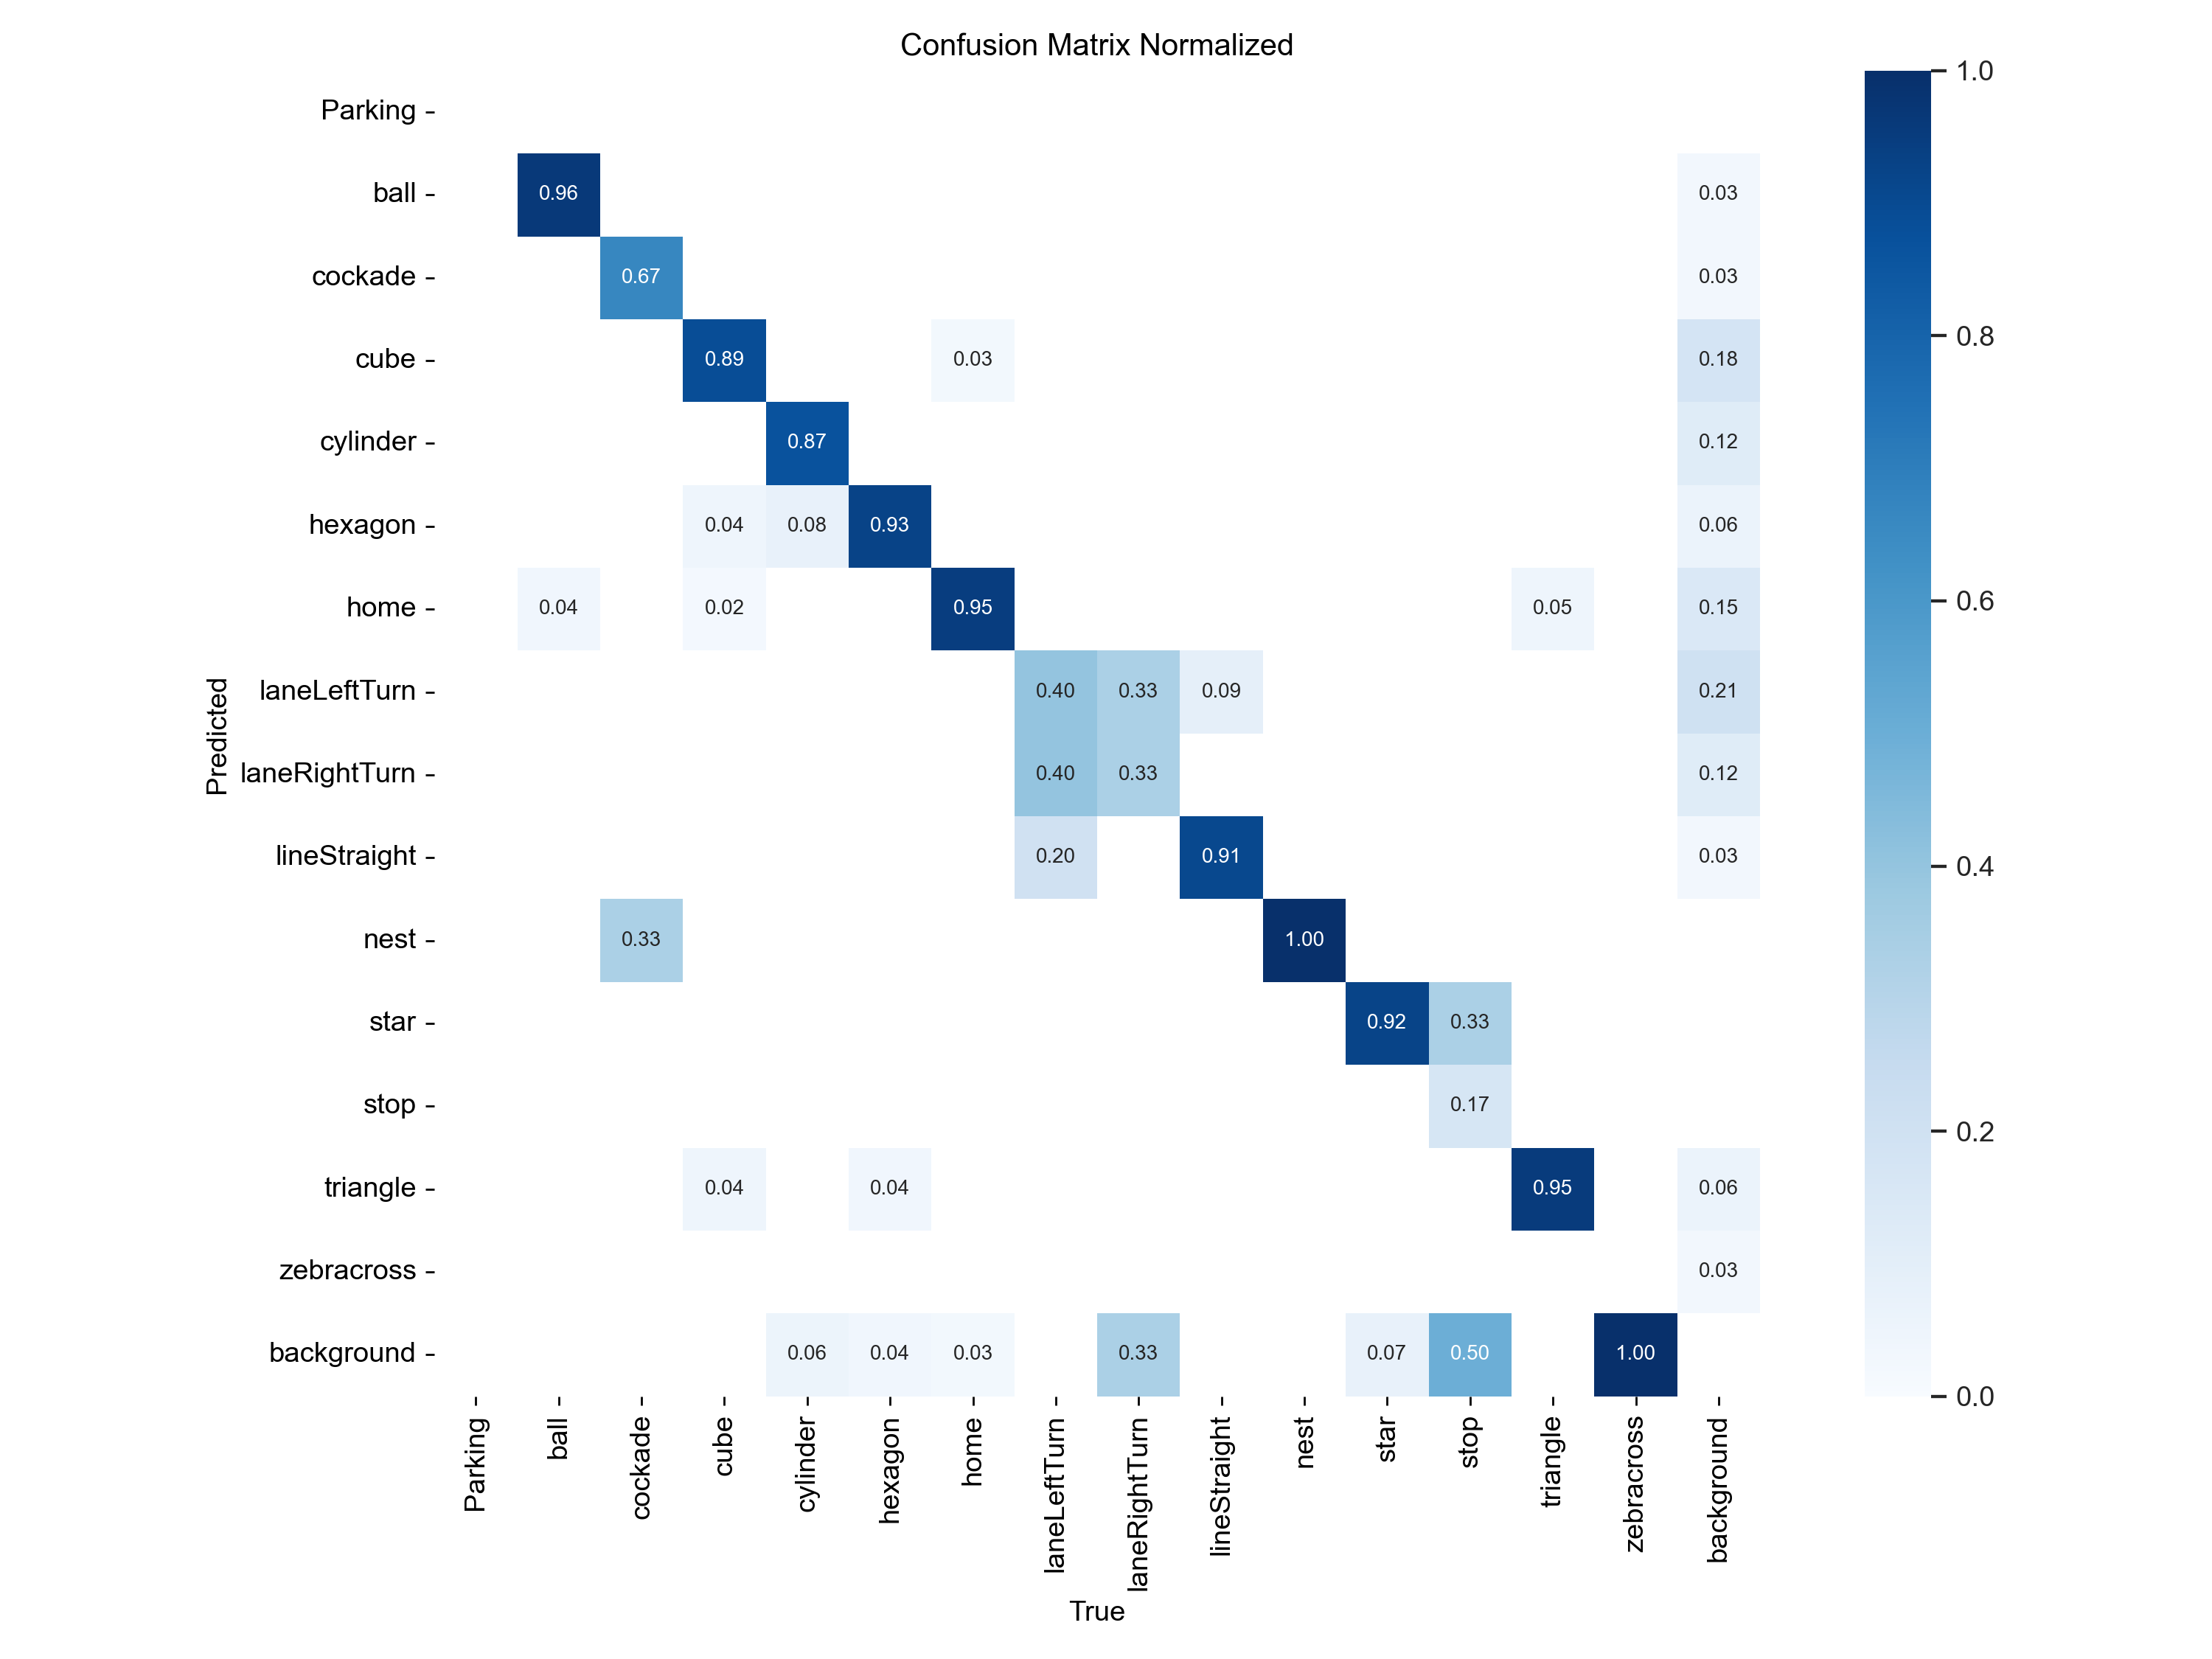 Confusion Matrix Normalized
Parking
ball 0.96 0.03
cockade 0.67 0.03
cube 0.89 0.03 0.18
cylinder 0.87 0.12
hexagon 0.04 0.08 0.93 0.06
home 0.04 0.02 0.95 0.05 0.15
laneLeftTurn 0.40 0.33 0.09 0.21
laneRightTurn 0.40 0.33 0.12
lineStraight 0.20 0.91 0.03
nest 0.33 1.00
star 0.92 0.33
stop 0.17
triangle 0.04 0.04 0.95 0.06
zebracross 0.03
background 0.06 0.04 0.03 0.33 0.07 0.50 1.00
Predicted
Parking
ball
cockade
cube
cylinder
hexagon
home
laneLeftTurn
laneRightTurn
lineStraight
nest
star
stop
triangle
zebracross
background
True
1.0
0.8
0.6
0.4
0.2
0.0